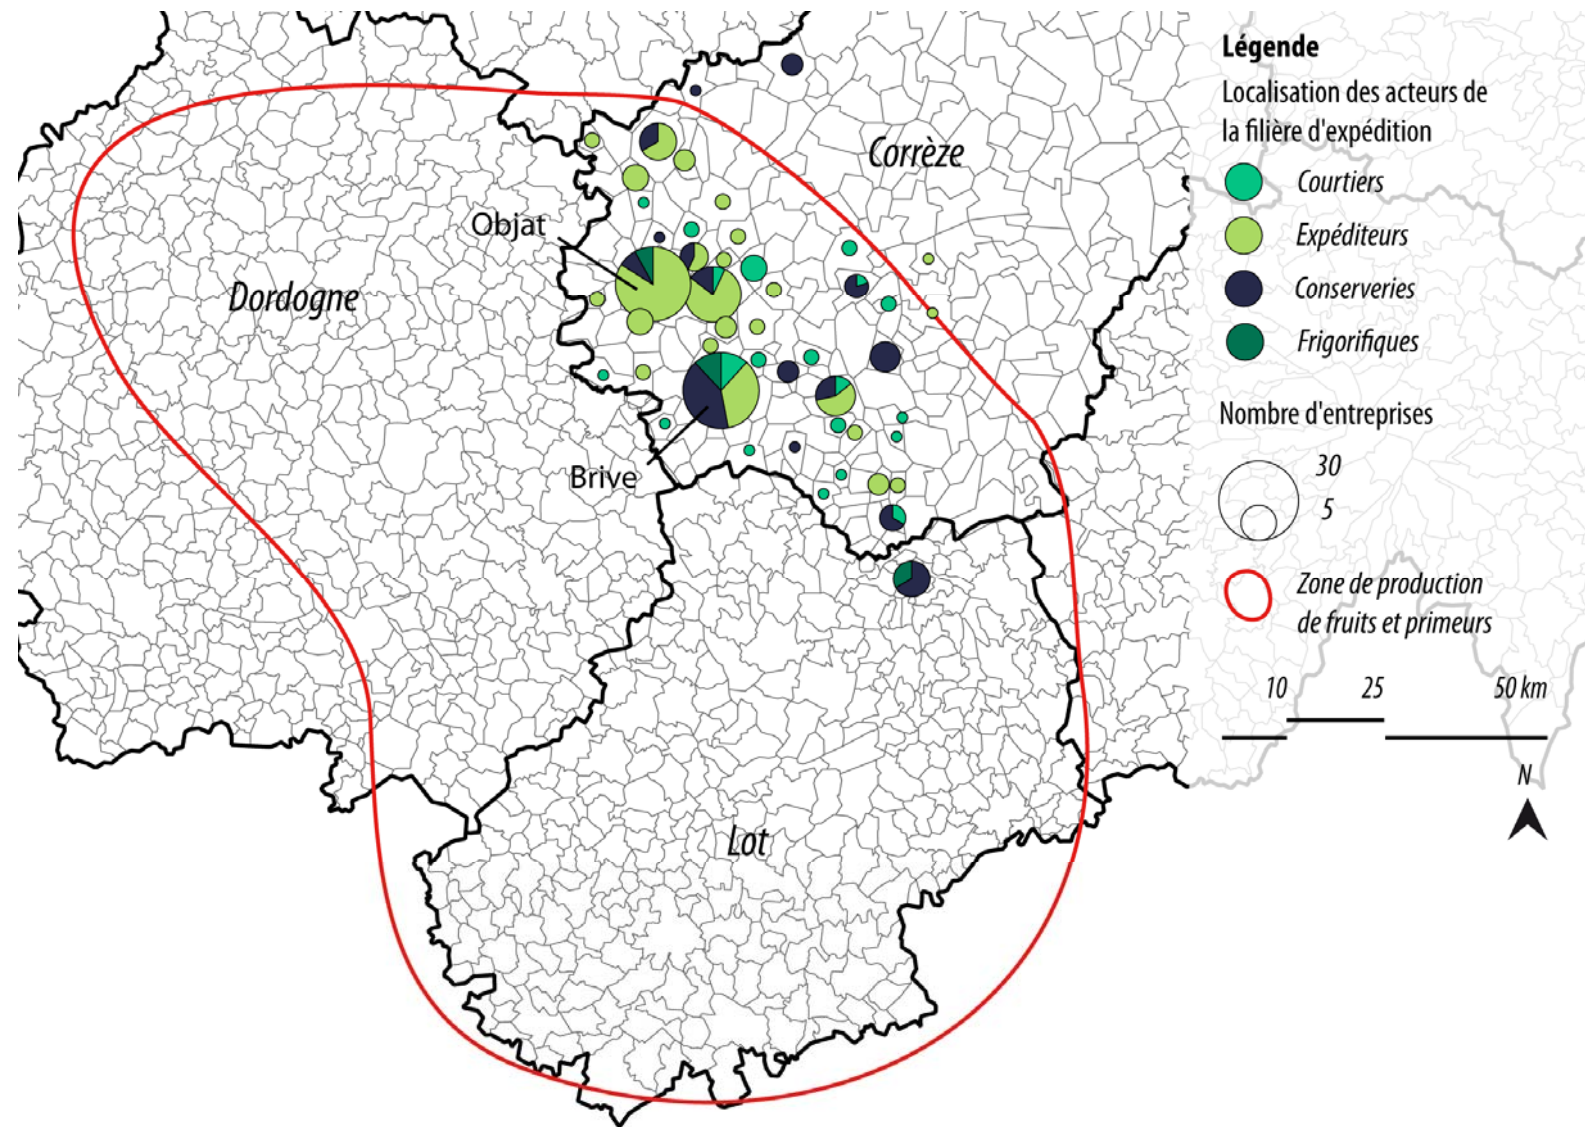 Légende
Localisation des acteurs de
la filière d'expédition
Courtiers
Expéditeurs
Conserveries
Frigorifiques
Nombre d'entreprises
30
5
Zone de production
de fruits et primeurs
10 25 50 km
N
Corrèze
Objat
Dordogne
Brive
Lot